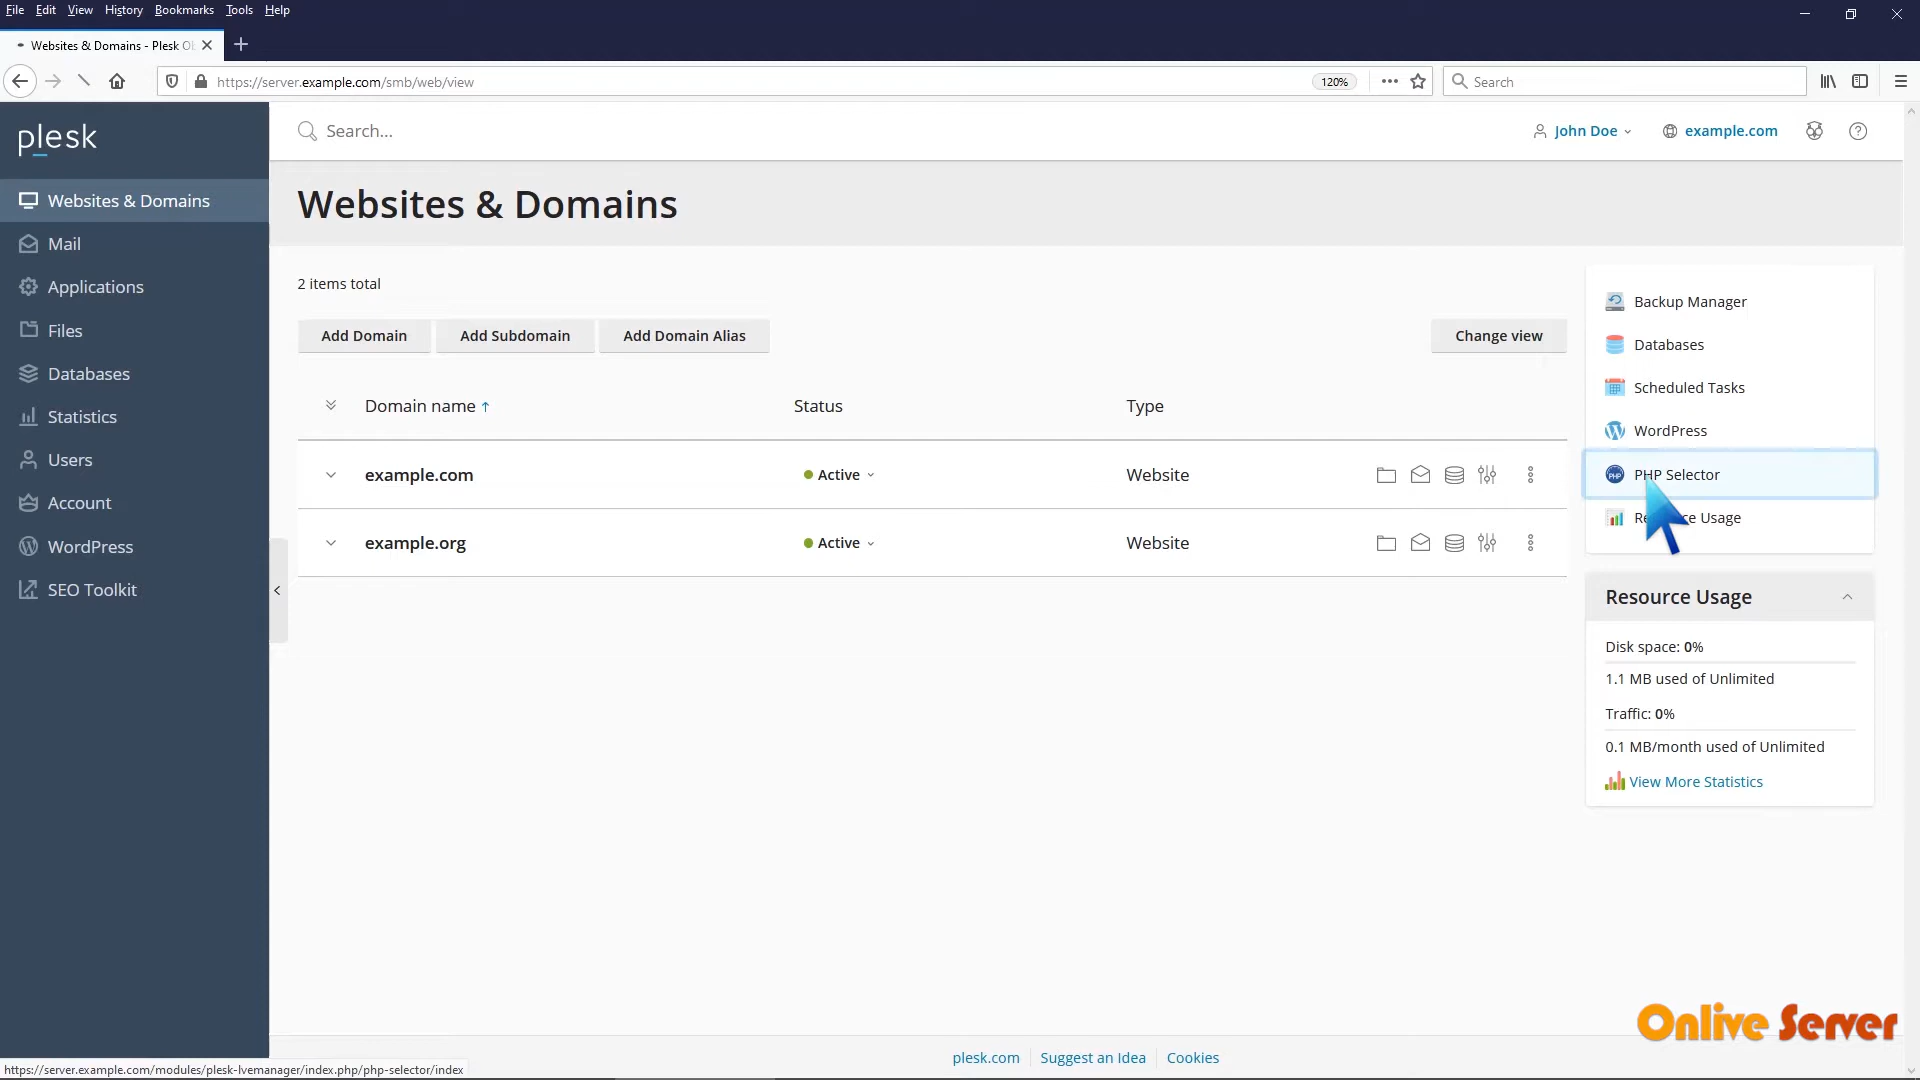 File Edit View History Bookmarks Tools Help
Websites & Domains - Plesk Ob
https://server.example.com/smb/web/view
120%
Search
plesk
Search...
John Doe
example.com
Websites & Domains
Mail
Applications
Files
Databases
Statistics
Users
Account
WordPress
SEO Toolkit
Websites & Domains
2 items total
Add Domain
Add Subdomain
Add Domain Alias
Change view
Domain name
Status
Type
example.com
Active
Website
example.org
Active
Website
Backup Manager
Databases
Scheduled Tasks
WordPress
PHP
PHP Selector
Usage
Resource Usage
Disk space: 0%
1.1 MB used of Unlimited
Traffic: 0%
0.1 MB/month used of Unlimited
View More Statistics
Onlive Server
plesk.com
Suggest an Idea
Cookies
https://server.example.com/modules/plesk-lvemanager/index.php/php-selector/index